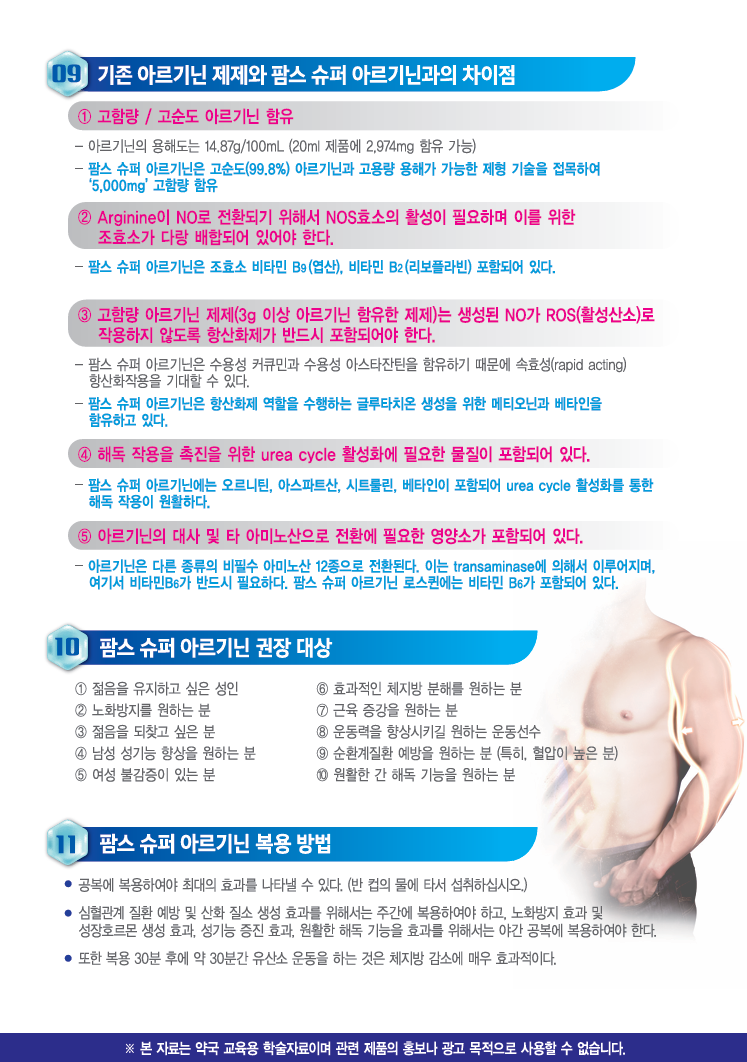 09 기존 아르기닌 제제와 팜스 슈퍼 아르기닌과의 차이점
① 고함량 / 고순도 아르기닌 함유
- 아르기닌의 용해도는 14.87g/100mL (20ml 제품에 2,974mg 함유 가능)
- 팜스 슈퍼 아르기닌은 고순도(99.8%) 아르기닌과 고용량 용해가 가능한 제형 기술을 접목하여
'5,000mg' 고함량 함유
② Arginine이 NO로 전환되기 위해서 NOS효소의 활성이 필요하며 이를 위한
조효소가 다량 배합되어 있어야 한다.
- 팜스 슈퍼 아르기닌은 조효소 비타민 B9(엽산), 비타민 B2(리보플라빈) 포함되어 있다.
③ 고함량 아르기닌 제제(3g 이상 아르기닌 함유한 제제)는 생성된 NO가 ROS(활성산소)로
작용하지 않도록 항산화제가 반드시 포함되어야 한다.
- 팜스 슈퍼 아르기닌은 수용성 커큐민과 수용성 아스타잔틴을 함유하기 때문에 속효성(rapid acting)
항산화작용을 기대할 수 있다.
- 팜스 슈퍼 아르기닌은 항산화제 역할을 수행하는 글루타치온 생성을 위한 메티오닌과 베타인을
함유하고 있다.
④ 해독 작용을 촉진을 위한 urea cycle 활성화에 필요한 물질이 포함되어 있다.
- 팜스 슈퍼 아르기닌에는 오르니틴, 아스파트산, 시트룰린, 베타인이 포함되어 urea cycle 활성화를 통한
해독 작용이 원활하다.
⑤ 아르기닌의 대사 및 타 아미노산으로 전환에 필요한 영양소가 포함되어 있다.
- 아르기닌은 다른 종류의 비필수 아미노산 12종으로 전환된다. 이는 transaminase에 의해서 이루어지며,
여기서 비타민B6가 반드시 필요하다. 팜스 슈퍼 아르기닌 로스퀸에는 비타민 B6가 포함되어 있다.
10 팜스 슈퍼 아르기닌 권장 대상
① 젊음을 유지하고 싶은 성인
② 노화방지를 원하는 분
③ 젊음을 되찾고 싶은 분
④ 남성 성기능 향상을 원하는 분
⑤ 여성 불감증이 있는 분
⑥ 효과적인 체지방 분해를 원하는 분
⑦ 근육 증강을 원하는 분
⑧ 운동력을 향상시키길 원하는 운동선수
⑨ 순환계질환 예방을 원하는 분 (특히, 혈압이 높은 분)
⑩ 원활한 간 해독 기능을 원하는 분
11 팜스 슈퍼 아르기닌 복용 방법
● 공복에 복용하여야 최대의 효과를 나타낼 수 있다. (반 컵의 물에 타서 섭취하십시오.)
● 심혈관계 질환 예방 및 산화 질소 생성 효과를 위해서는 주간에 복용하여야 하고, 노화방지 효과 및
성장호르몬 생성 효과, 성기능 증진 효과, 원활한 해독 기능을 효과를 위해서는 야간 공복에 복용하여야 한다.
● 또한 복용 30분 후에 약 30분간 유산소 운동을 하는 것은 체지방 감소에 매우 효과적이다.
※ 본 자료는 약국 교육용 학술자료이며 관련 제품의 홍보나 광고 목적으로 사용할 수 없습니다.